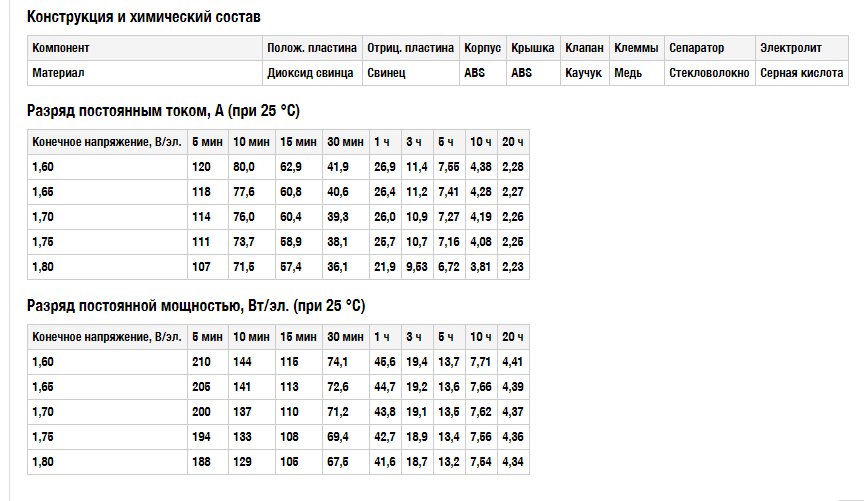 Конструкция и химический состав
Компонент Полож. пластина Отриц. пластина Корпус Крышка Клапан Клеммы Сепаратор Электролит
Материал Диоксид свинца Свинец ABS ABS Каучук Медь Стекловолокно Серная кислота
Разряд постоянным током, А (при 25 °C)
Конечное напряжение, В/эл. 5 мин 10 мин 15 мин 30 мин 1 ч 3 ч 5 ч 10 ч 20 ч
1,60 120 80,0 62,9 41,9 26,9 11,4 7,55 4,38 2,28
1,65 118 77,6 60,8 40,6 26,4 11,2 7,41 4,28 2,27
1,70 114 76,0 60,4 39,3 26,0 10,9 7,27 4,19 2,26
1,75 111 73,7 58,9 38,1 25,7 10,7 7,16 4,08 2,25
1,80 107 71,5 57,4 36,1 21,9 9,53 6,72 3,81 2,23
Разряд постоянной мощностью, Вт/эл. (при 25 °C)
Конечное напряжение, В/эл. 5 мин 10 мин 15 мин 30 мин 1 ч 3 ч 5 ч 10 ч 20 ч
1,60 210 144 115 74,1 45,6 19,4 13,7 7,71 4,41
1,65 205 141 113 72,6 44,7 19,2 13,6 7,66 4,39
1,70 200 137 110 71,2 43,8 19,1 13,5 7,62 4,37
1,75 194 133 108 69,4 42,7 18,9 13,4 7,56 4,36
1,80 188 129 105 67,5 41,6 18,7 13,2 7,54 4,34